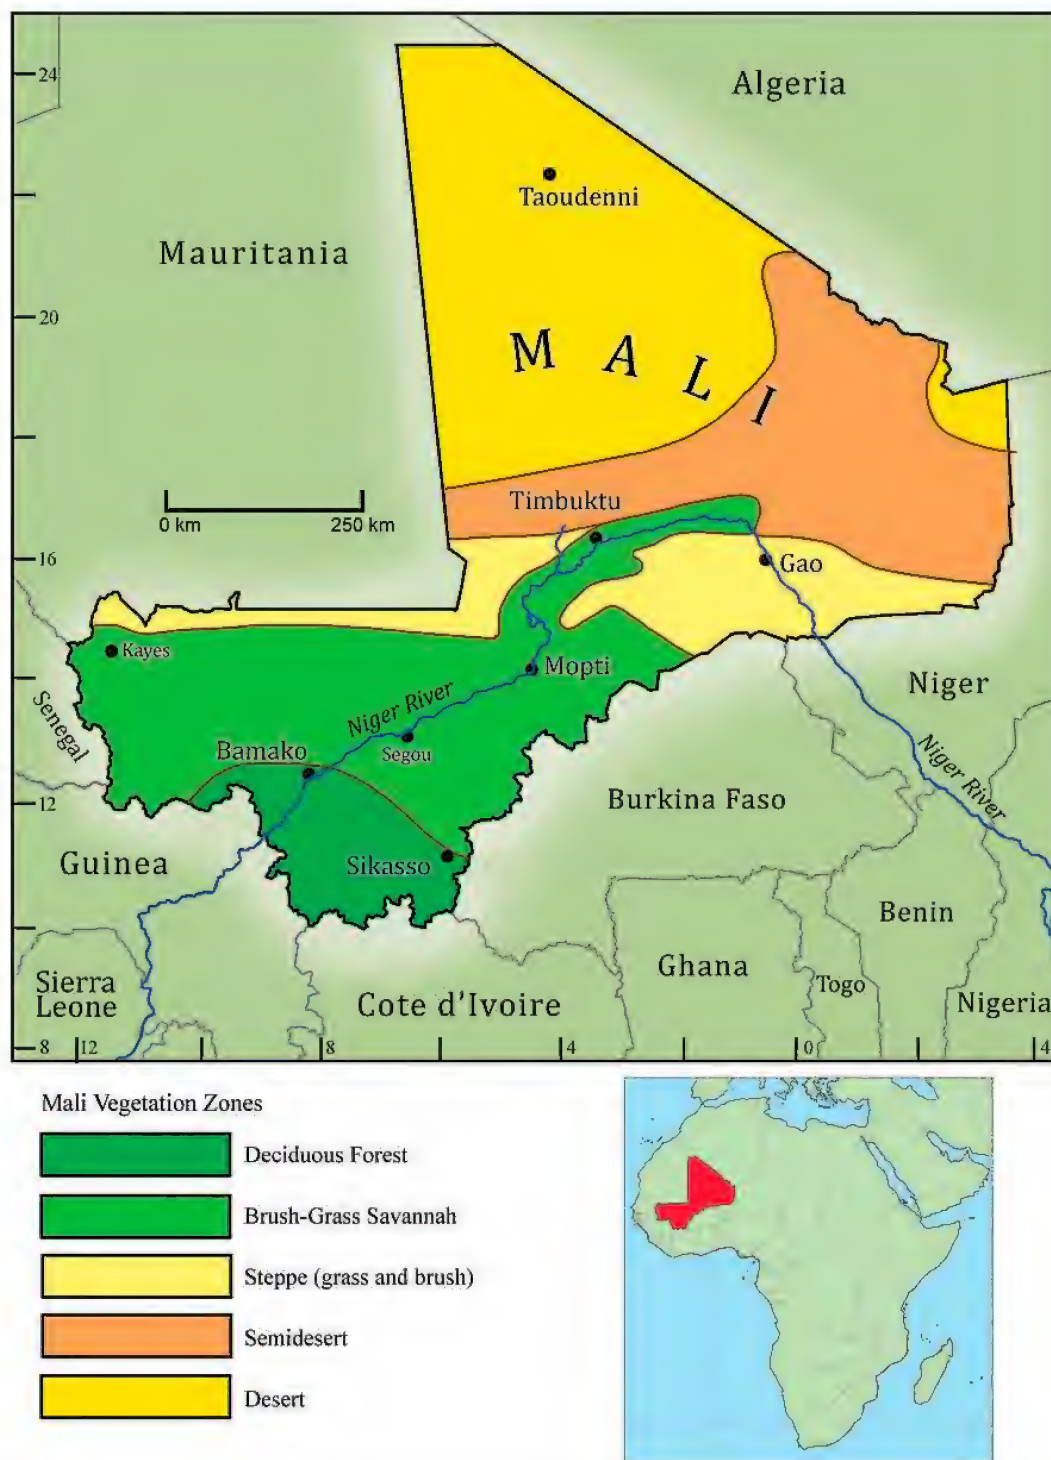 24
Algeria
Taoudenni
Mauritania
20
M A L I
Timbuktu
0 km 250 km
16
Gao
Kayes
Mopti
Niger
Senegal
Niger River
Bamako
Segou
Niger River
12
Burkina Faso
Guinea
Sikasso
Benin
Ghana
Sierra
Leone
Togo
Cote d'Ivoire
Nigeria
8 12 8 4 0 4
Mali Vegetation Zones
Deciduous Forest
Brush-Grass Savannah
Steppe (grass and brush)
Semidesert
Desert